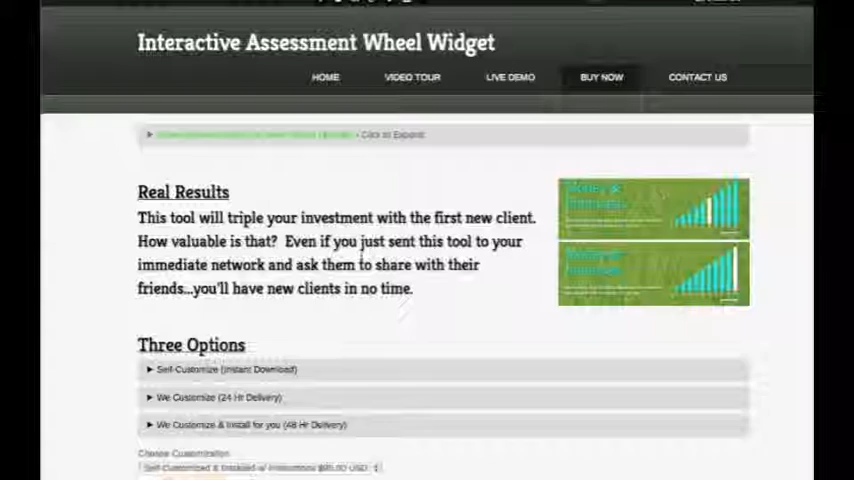 Interactive Assessment Wheel Widget
HOME VIDEO TOUR LIVE DEMO BUY NOW CONTACT US
- Click to Expand
Real Results
This tool will triple your investment with the first new client.
How valuable is that? Even if you just sent this tool to your
immediate network and ask them to share with their
friends...you'll have new clients in no time.
Three Options
▶ Self-Customize (Instant Download)
▶ We Customize (24 Hr Delivery)
▶ We Customize & Install for you (48 Hr Delivery)
Choose Customization